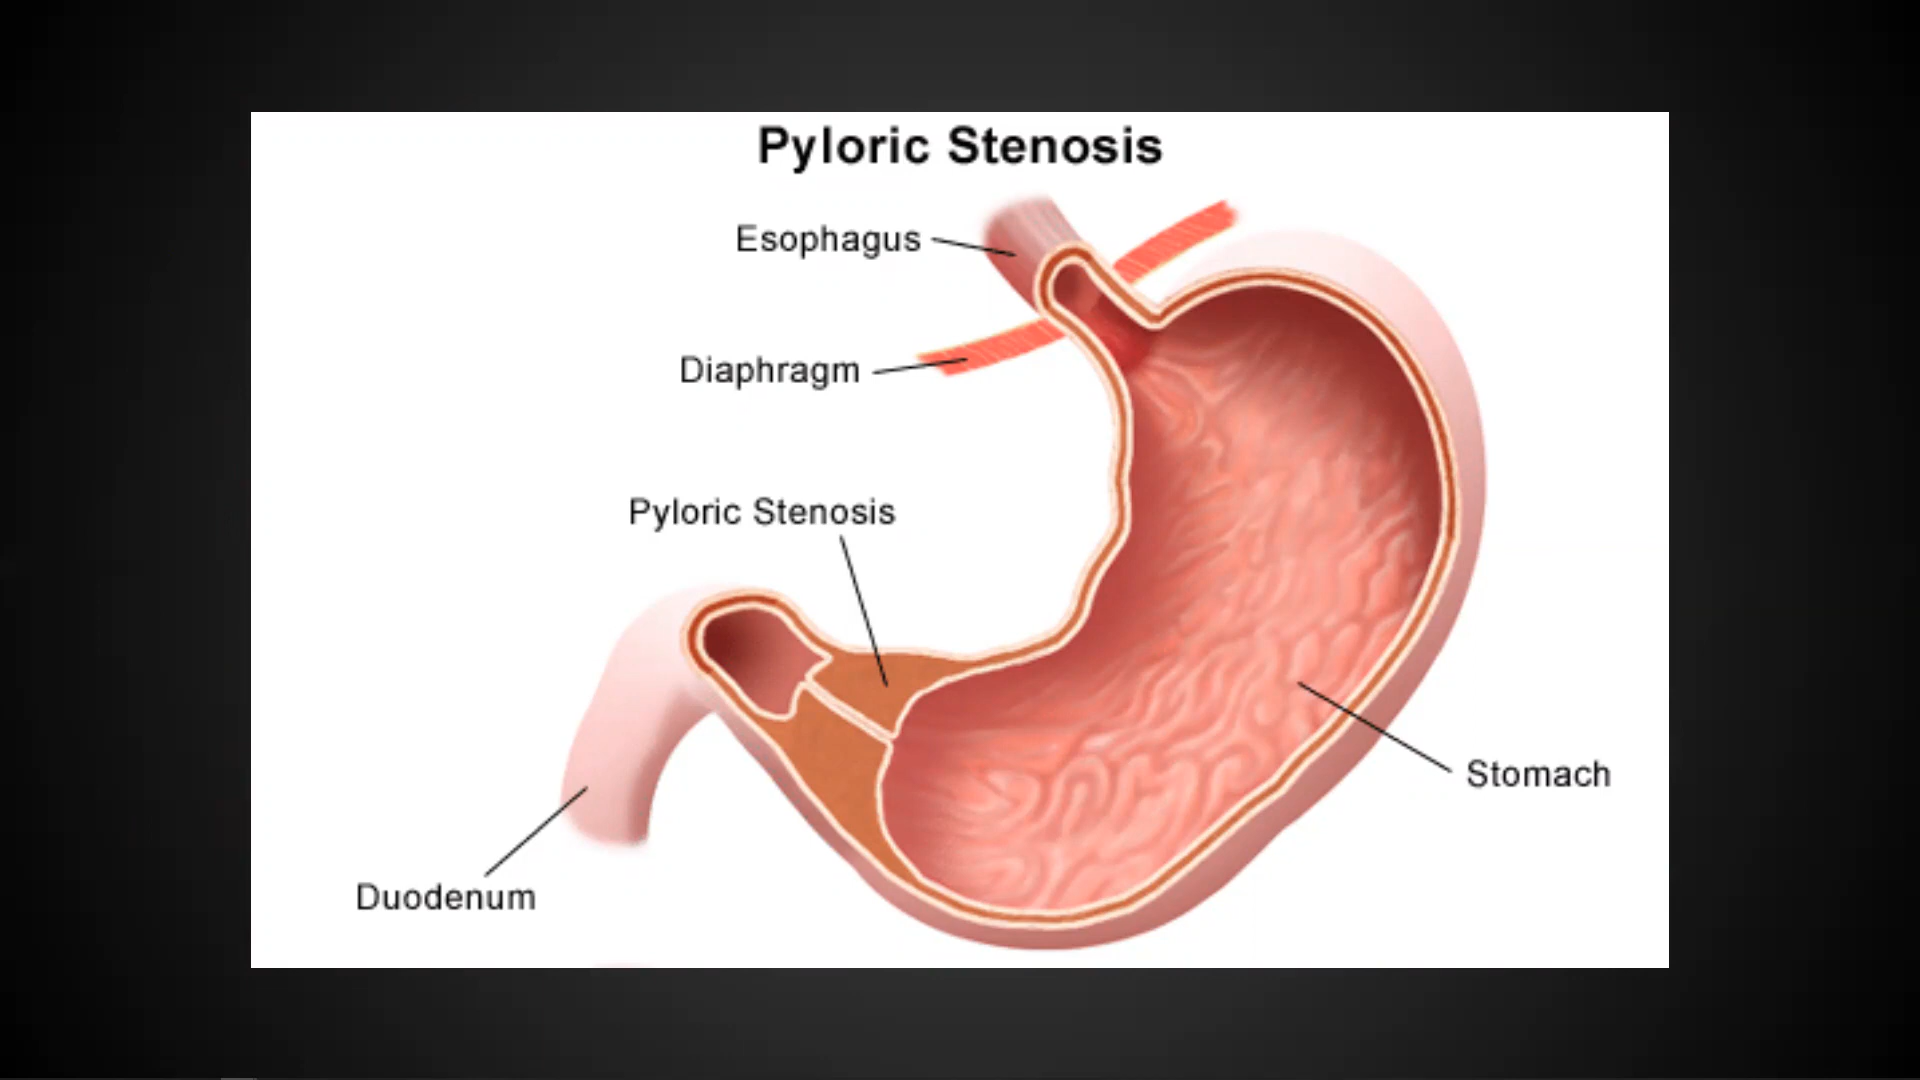 Pyloric Stenosis
Esophagus
Diaphragm
Pyloric Stenosis
Stomach
Duodenum